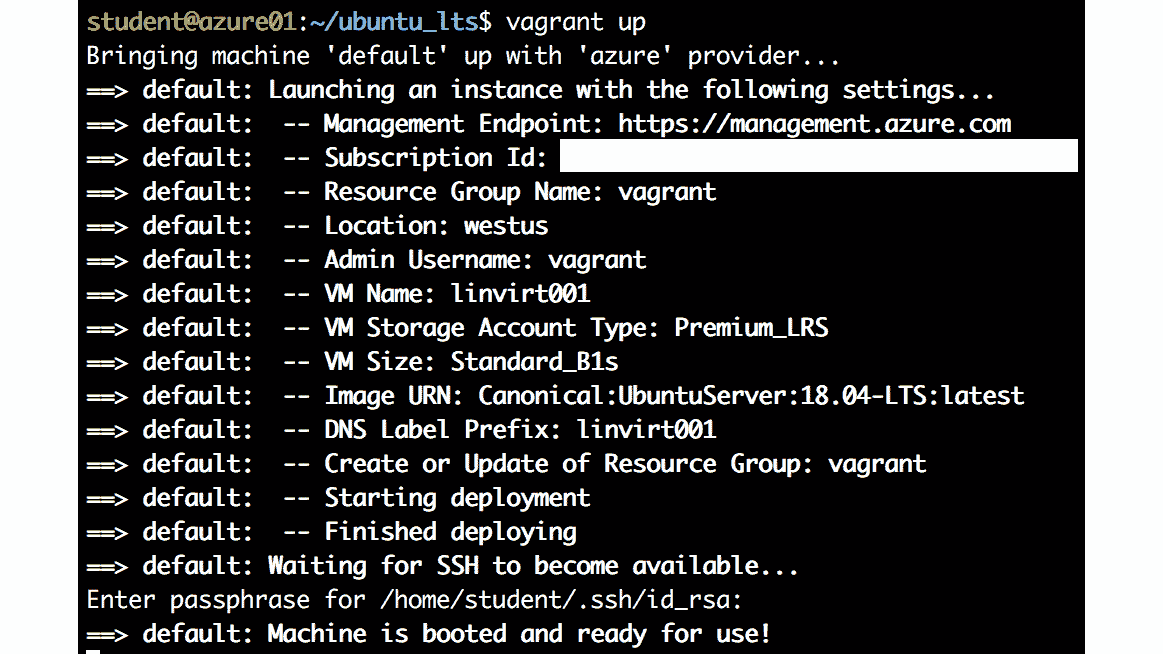 student@azure01:~/ubuntu_lts$ vagrant up
Bringing machine 'default' up with 'azure' provider...
==> default: Launching an instance with the following settings...
==> default:  -- Management Endpoint: https://management.azure.com
==> default:  -- Subscription Id:
==> default:  -- Resource Group Name: vagrant
==> default:  -- Location: westus
==> default:  -- Admin Username: vagrant
==> default:  -- VM Name: linvirt001
==> default:  -- VM Storage Account Type: Premium_LRS
==> default:  -- VM Size: Standard_B1s
==> default:  -- Image URN: Canonical:UbuntuServer:18.04-LTS:latest
==> default:  -- DNS Label Prefix: linvirt001
==> default:  -- Create or Update of Resource Group: vagrant
==> default:  -- Starting deployment
==> default:  -- Finished deploying
==> default: Waiting for SSH to become available...
Enter passphrase for /home/student/.ssh/id_rsa:
==> default: Machine is booted and ready for use!